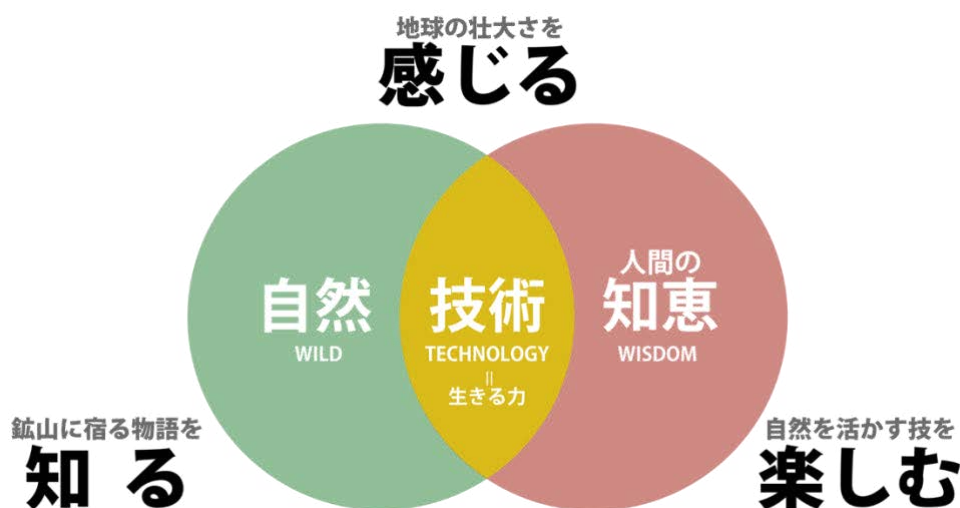 地球の壮大さを
感じる
自然
WILD
技術
TECHNOLOGY
=
生きる力
人間の
知恵
WISDOM
鉱山に宿る物語を
知る
自然を活かす技を
楽しむ